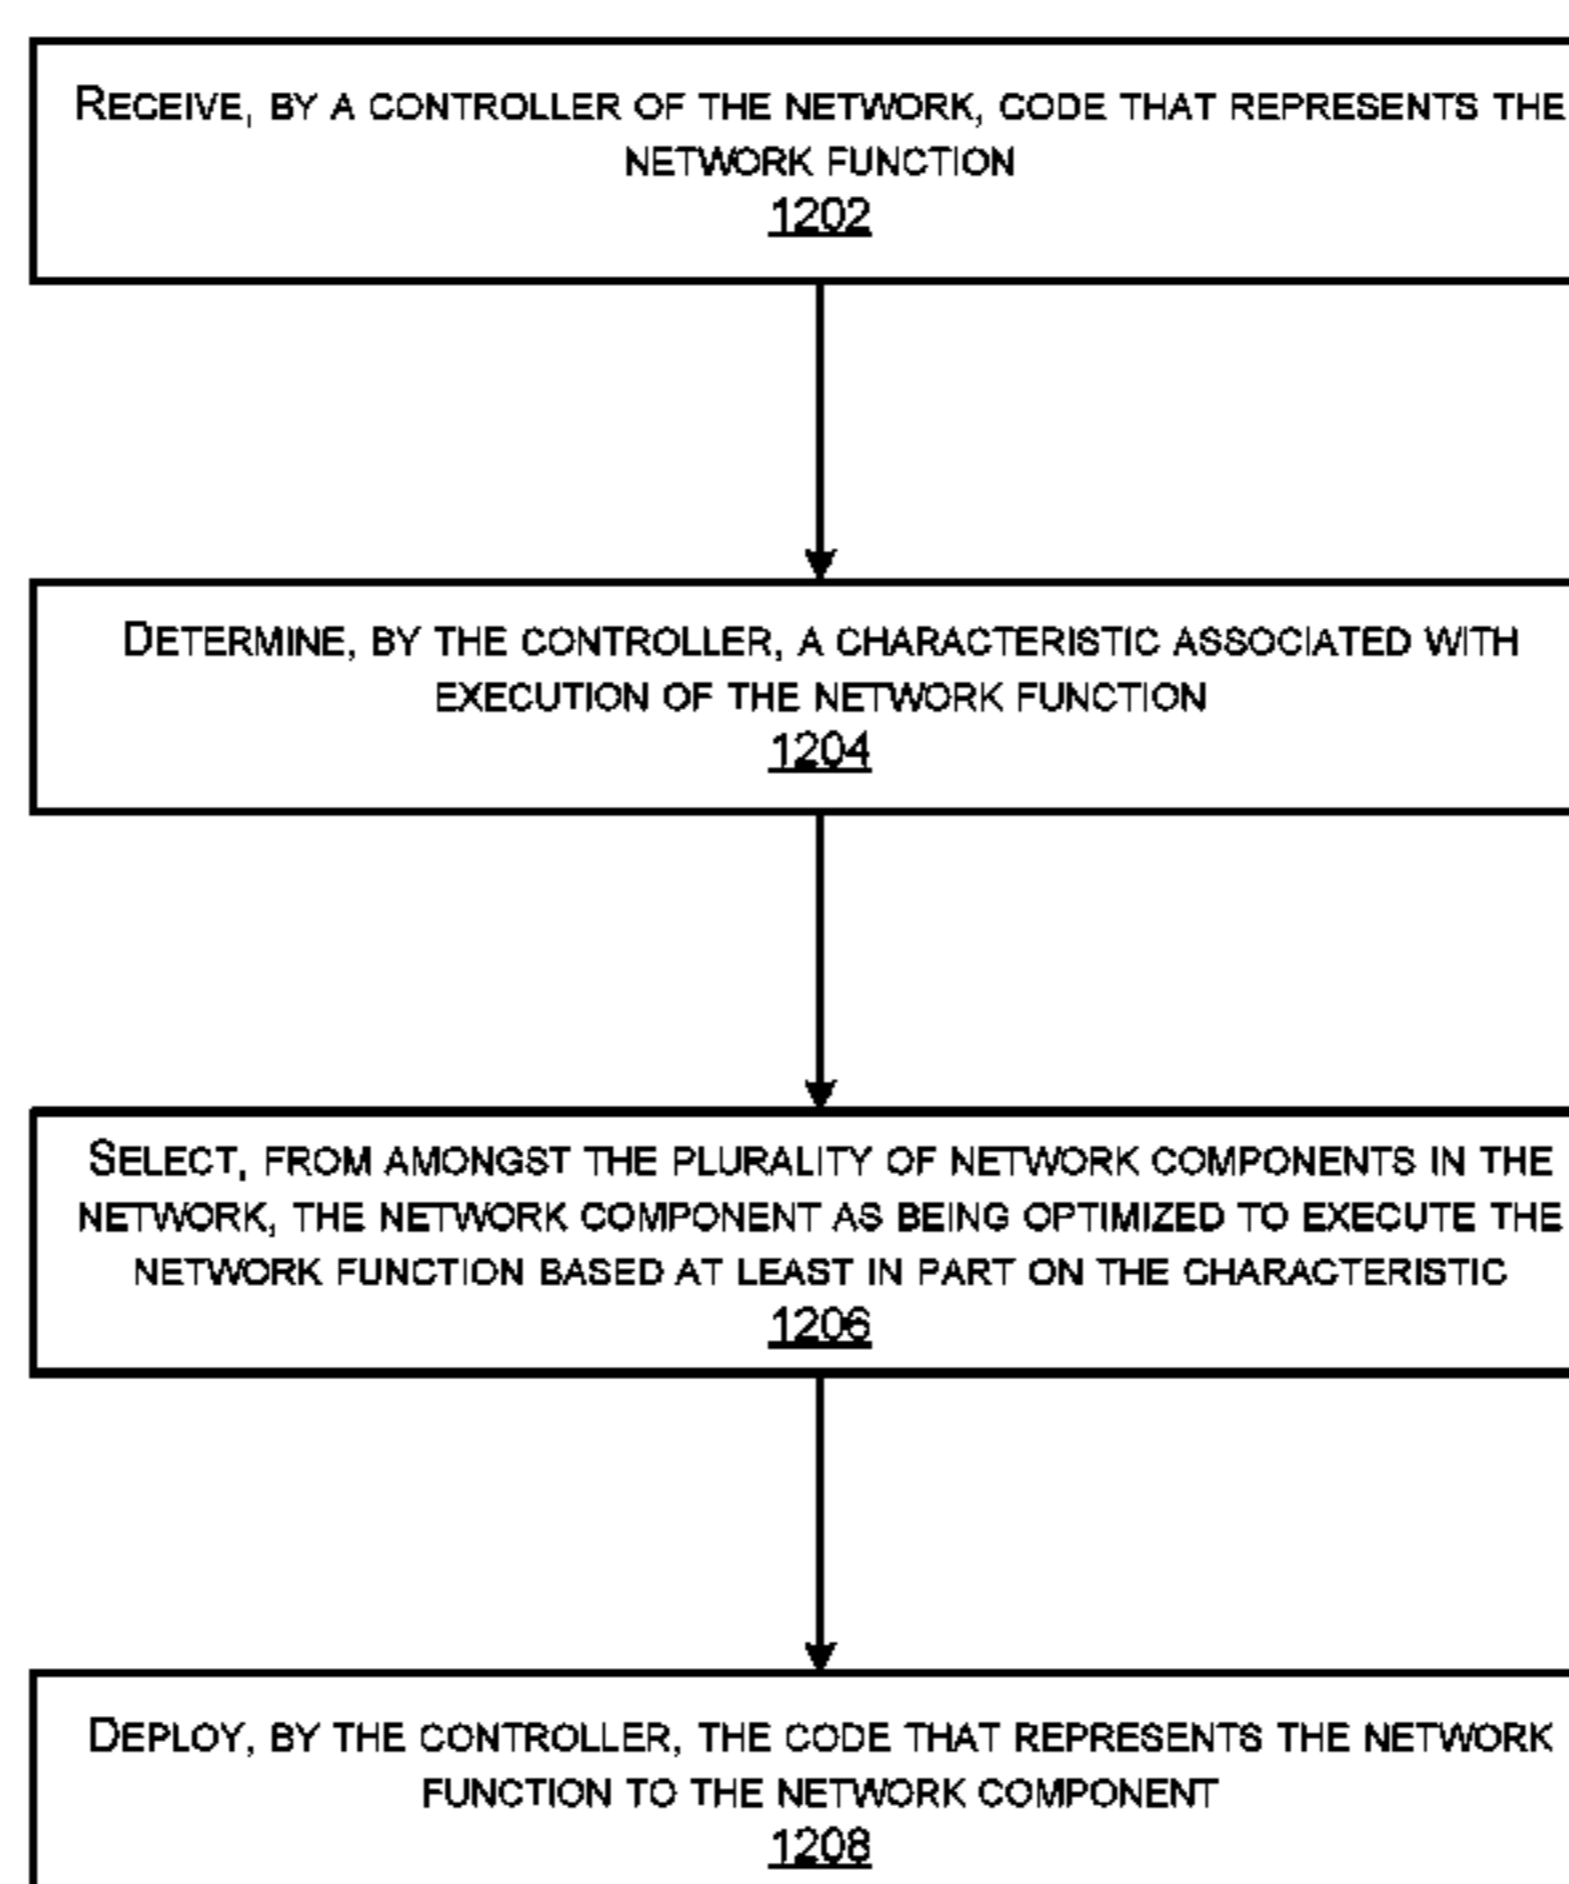 RECEIVE, BY A CONTROLLER OF THE NETWORK, CODE THAT REPRESENTS THE
NETWORK FUNCTION
1202
DETERMINE, BY THE CONTROLLER, A CHARACTERISTIC ASSOCIATED WITH
EXECUTION OF THE NETWORK FUNCTION
1204
SELECT, FROM AMONGST THE PLURALITY OF NETWORK COMPONENTS IN THE
NETWORK, THE NETWORK COMPONENT AS BEING OPTIMIZED TO EXECUTE THE
NETWORK FUNCTION BASED AT LEAST IN PART ON THE CHARACTERISTIC
1206
DEPLOY, BY THE CONTROLLER, THE CODE THAT REPRESENTS THE NETWORK
FUNCTION TO THE NETWORK COMPONENT
1208